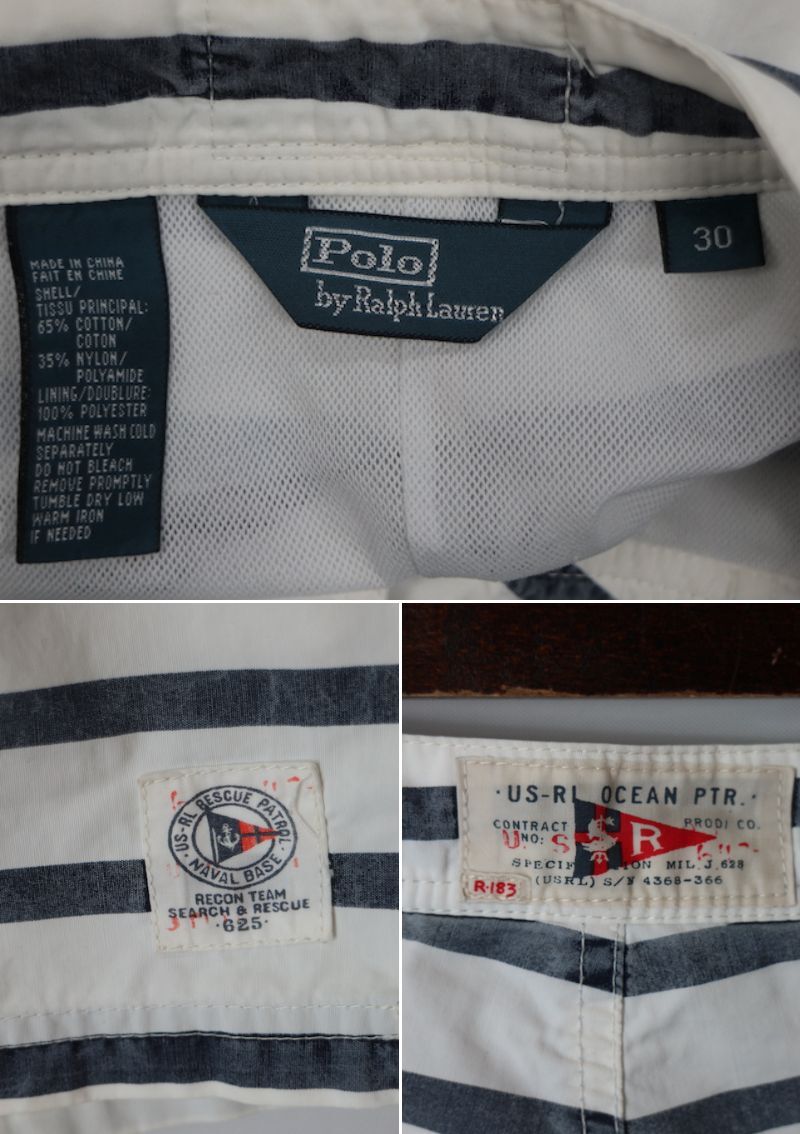 MADE IN CHINA
FAIT EN CHINE
SHELL/
TISSU PRINCIPAL:
65% COTTON/
COTON
35% NYLON/
POLYAMIDE
LINING/DOUBLURE:
100% POLYESTER
MACHINE WASH COLD
SEPARATELY
DO NOT BLEACH
REMOVE PROMPTLY
TUMBLE DRY LOW
WARM IRON
IF NEEDED
Polo
by Ralph Lauren
30
·US-RL RESCUE PATROL·
NAVAL BASE
RECON TEAM
SEARCH & RESCUE
·625·
·US-RL OCEAN PTR.·
CONTRACT PRODI CO.
NO:
R
MIL.J.628
(USRL) S/N 4368-366
R-183